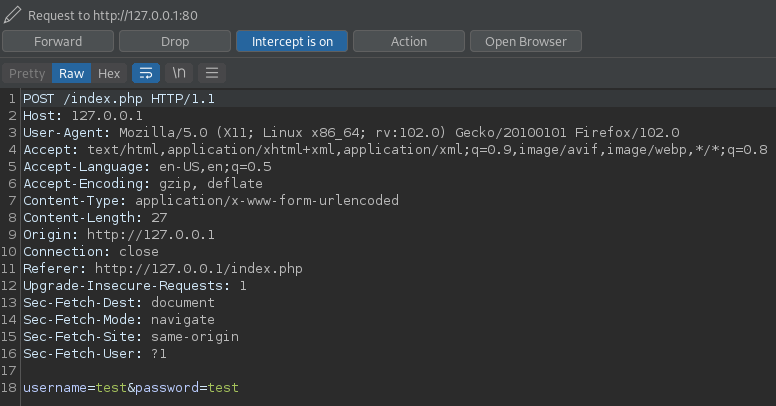 Request to http://127.0.0.1:80
Forward Drop Intercept is on Action Open Browser
Pretty Raw Hex \n
1 POST /index.php HTTP/1.1
2 Host: 127.0.0.1
3 User-Agent: Mozilla/5.0 (X11; Linux x86_64; rv:102.0) Gecko/20100101 Firefox/102.0
4 Accept: text/html,application/xhtml+xml,application/xml;q=0.9,image/avif,image/webp,*/*;q=0.8
5 Accept-Language: en-US,en;q=0.5
6 Accept-Encoding: gzip, deflate
7 Content-Type: application/x-www-form-urlencoded
8 Content-Length: 27
9 Origin: http://127.0.0.1
10 Connection: close
11 Referer: http://127.0.0.1/index.php
12 Upgrade-Insecure-Requests: 1
13 Sec-Fetch-Dest: document
14 Sec-Fetch-Mode: navigate
15 Sec-Fetch-Site: same-origin
16 Sec-Fetch-User: ?1
17
18 username=test&password=test